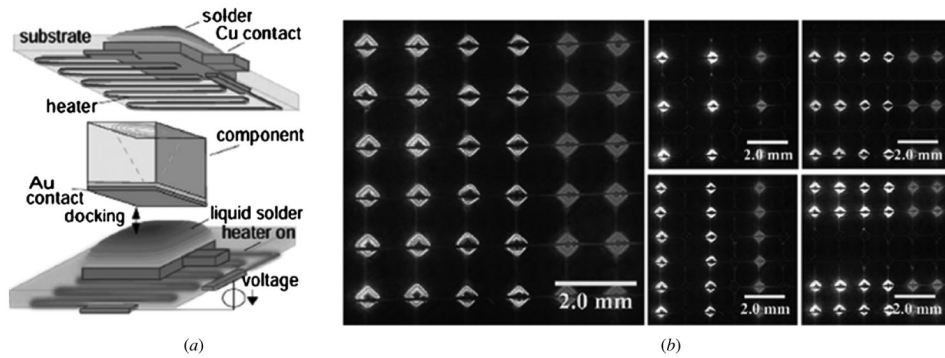 solder
substrate
Cu contact
heater
component
Au
contact
docking
liquid solder
heater on
voltage
(a)
2.0 mm
2.0 mm
2.0 mm
2.0 mm
2.0 mm
(b)